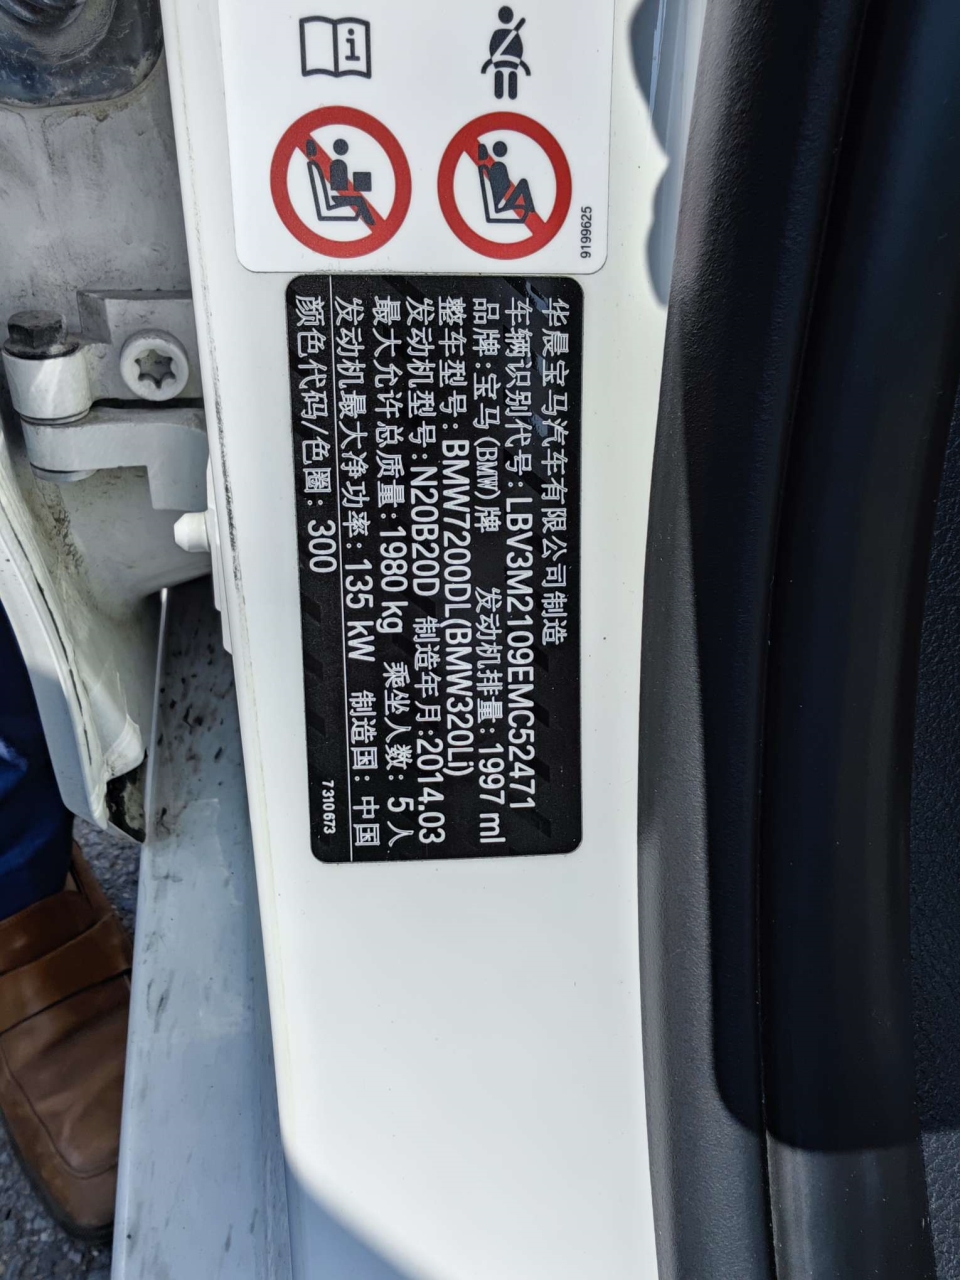 9199625
华晨宝马汽车有限公司制造
车辆识别代号: LBV3M2109EMC52471
品牌:宝马(BMW)牌 发动机排量: 1997 ml
整车型号: BMW7200DL(BMW320Li)
发动机型号: N20B20D 制造年月:2014.03
最大允许总质量:1980 kg 乘坐人数: 5 人
发动机最大净功率: 135 kW 制造国: 中国
颜色代码/色圈: 300 7 310 673